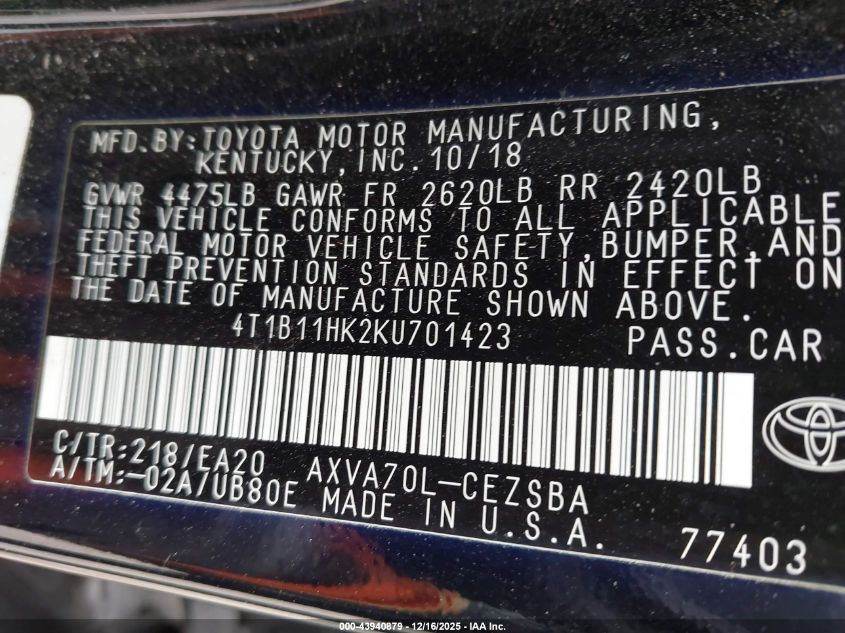 MFD.BY:TOYOTA MOTOR MANUFACTURING,
KENTUCKY,INC.10/18
GVWR 4475LB GAWR FR 2620LB RR 2420LB
THIS VEHICLE CONFORMS TO ALL APPLICABLE
FEDERAL MOTOR VEHICLE SAFETY,BUMPER,AND
THEFT PREVENTION STANDARDS IN EFFECT ON
THE DATE OF MANUFACTURE SHOWN ABOVE.
4T1B11HK2KU701423 PASS.CAR
C/TR:218/EA20 AXVA70L-CEZSBA
A/TM:-02A/UB80E MADE IN U.S.A.
77403
000-43940879 - 12/16/2025 - IAA Inc.